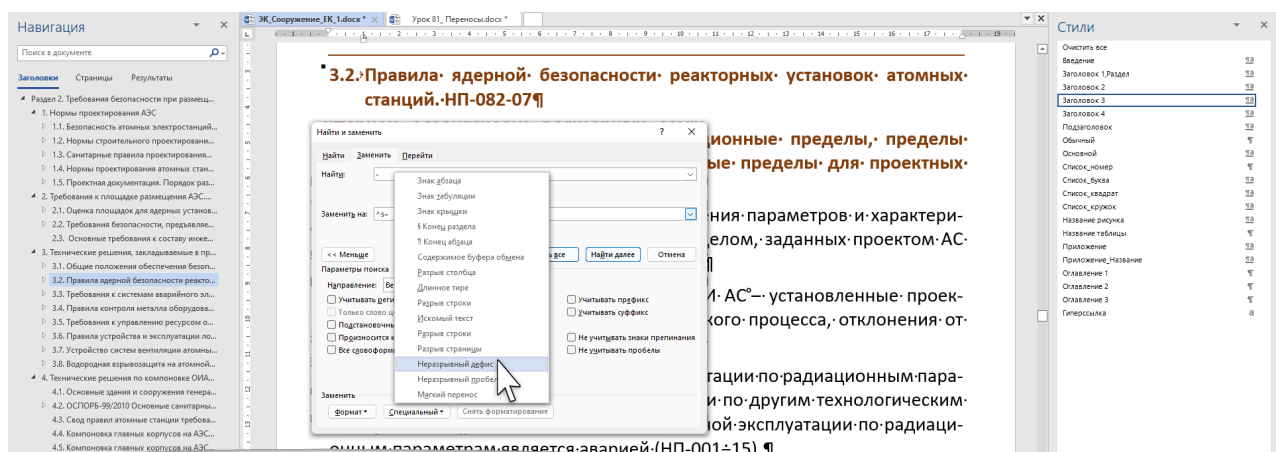 ЭК_Сооружение_ЕК_1.docx *
Урок 81_ Переносы.docx *
Навигация
Поиск в документе
Заголовки Страницы Результаты
Раздел 2. Требования безопасности при размещ...
1. Нормы проектирования АЭС
1.1. Безопасность атомных электростанций...
1.2. Нормы строительного проектировани...
1.3. Санитарные правила проектирования...
1.4. Нормы проектирования атомных стан...
1.5. Проектная документация. Порядок раз...
2. Требования к площадке размещения АЭС....
2.1. Оценка площадок для ядерных установ...
2.2. Требования безопасности, предъявляе...
2.3. Основные требования к составу инже...
3. Технические решения, закладываемые в пр...
3.1. Общие положения обеспечения безоп...
3.2. Правила ядерной безопасности реакто...
3.3. Требования к системам аварийного эл...
3.4. Правила контроля металла оборудова...
3.5. Требования к управлению ресурсом о...
3.6. Правила устройства и эксплуатации ло...
3.7. Устройство систем вентиляции атомны...
3.8. Водородная взрывозащита на атомной...
4. Технические решения по компоновке ОИА...
4.1. Основные здания и сооружения генера...
4.2. ОСПОРБ-99/2010 Основные санитарны...
4.3. Свод правил атомные станции требова...
4.4. Компоновка главных корпусов на АЭС...
4.5. Компоновка главных корпусов на АЭС...
3.2. Правила· ядерной· безопасности· реакторных· установок· атомных·
станций.·НП-082-07¶
ционные· пределы,· пределы·
ые· пределы· для· проектных·
ния·параметров·и·характери-
елом,·заданных·проектом·АС·
И· АС°–· установленные· проек-
кого· процесса,· отклонения· от·
тации·по·радиационным·пара-
и·по·другим·технологическим·
ной·эксплуатации·по·радиаци-
онным·параметрам·является·аварией·(НП-001÷15).¶
Найти и заменить
? ×
Найти Заменить Перейти
Найти: -
Заменить на: ^s–
<< Меньше
все
Найти далее
Отмена
Параметры поиска
Направление: Ве
Учитывать реги
Только слово ц
Подстановочны
Произносится к
Все словоформ
Учитывать префикс
Учитывать суффикс
Не учитывать знаки препинания
Не учитывать пробелы
Заменить
Формат
Специальный
Снять форматирование
Знак абзаца
Знак табуляции
Знак крышки
§ Конец раздела
¶ Конец абзаца
Содержимое буфера обмена
Разрыв столбца
Длинное тире
Разрыв строки
Искомый текст
Разрыв строки
Разрыв страницы
Неразрывный дефис
Неразрывный пробел
Мягкий перенос
Стили
Очистить все
Введение
Заголовок 1,Раздел
Заголовок 2
Заголовок 3
Заголовок 4
Подзаголовок
Обычный
Основной
Список_номер
Список_буква
Список_квадрат
Список_кружок
Название рисунка
Название таблицы
Приложение
Приложение_Название
Оглавление 1
Оглавление 2
Оглавление 3
Гиперссылка